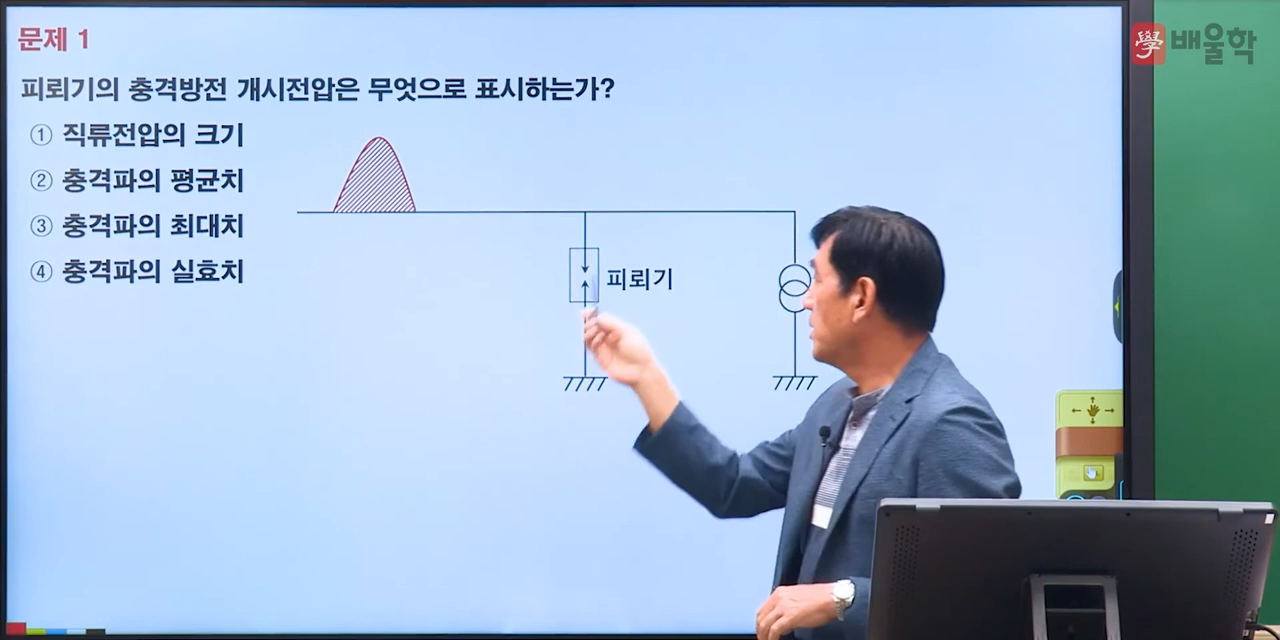 문제 1
學 배울학
피뢰기의 충격방전 개시전압은 무엇으로 표시하는가?
① 직류전압의 크기
② 충격파의 평균치
③ 충격파의 최대치
④ 충격파의 실효치
피뢰기